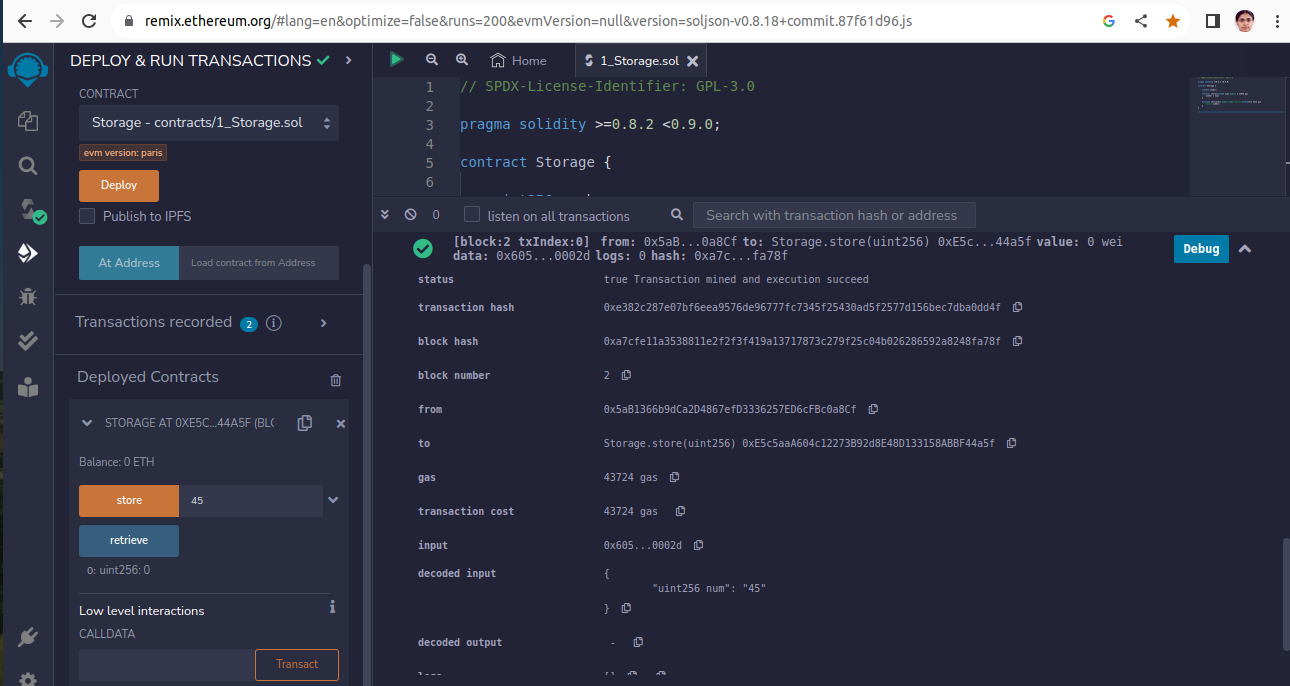 remix.ethereum.org/#lang=en&optimize=false&runs=200&evmVersion=null&version=soljson-v0.8.18+commit.87f61d96.js
DEPLOY & RUN TRANSACTIONS
CONTRACT
Storage - contracts/1_Storage.sol
evm version: paris
Deploy
Publish to IPFS
At Address Load contract from Address
Transactions recorded 2 i
Deployed Contracts
STORAGE AT 0XE5C...44A5F (BLO
Balance: 0 ETH
store 45
retrieve
0: uint256: 0
Low level interactions
CALLDATA
Transact
Home 1_Storage.sol
1 // SPDX-License-Identifier: GPL-3.0
2
3 pragma solidity >=0.8.2 <0.9.0;
4
5 contract Storage {
6
0 listen on all transactions Search with transaction hash or address
[block:2 txIndex:0] from: 0x5aB...0a8Cf to: Storage.store(uint256) 0xE5c...44a5f value: 0 wei
data: 0x605...0002d logs: 0 hash: 0xa7c...fa78f
Debug
status true Transaction mined and execution succeed
transaction hash 0xe382c287e07bf6eea9576de96777fc7345f25430ad5f2577d156bec7dba0dd4f
block hash 0xa7cfe11a3538811e2f2f3f419a13717873c279f25c04b026286592a8248fa78f
block number 2
from 0x5aB1366b9dCa2D4867efD3336257ED6cFBc0a8Cf
to Storage.store(uint256) 0xE5c5aaA604c12273B92d8E48D133158ABBF44a5f
gas 43724 gas
transaction cost 43724 gas
input 0x605...0002d
decoded input {
"uint256 num": "45"
}
decoded output -
logs []